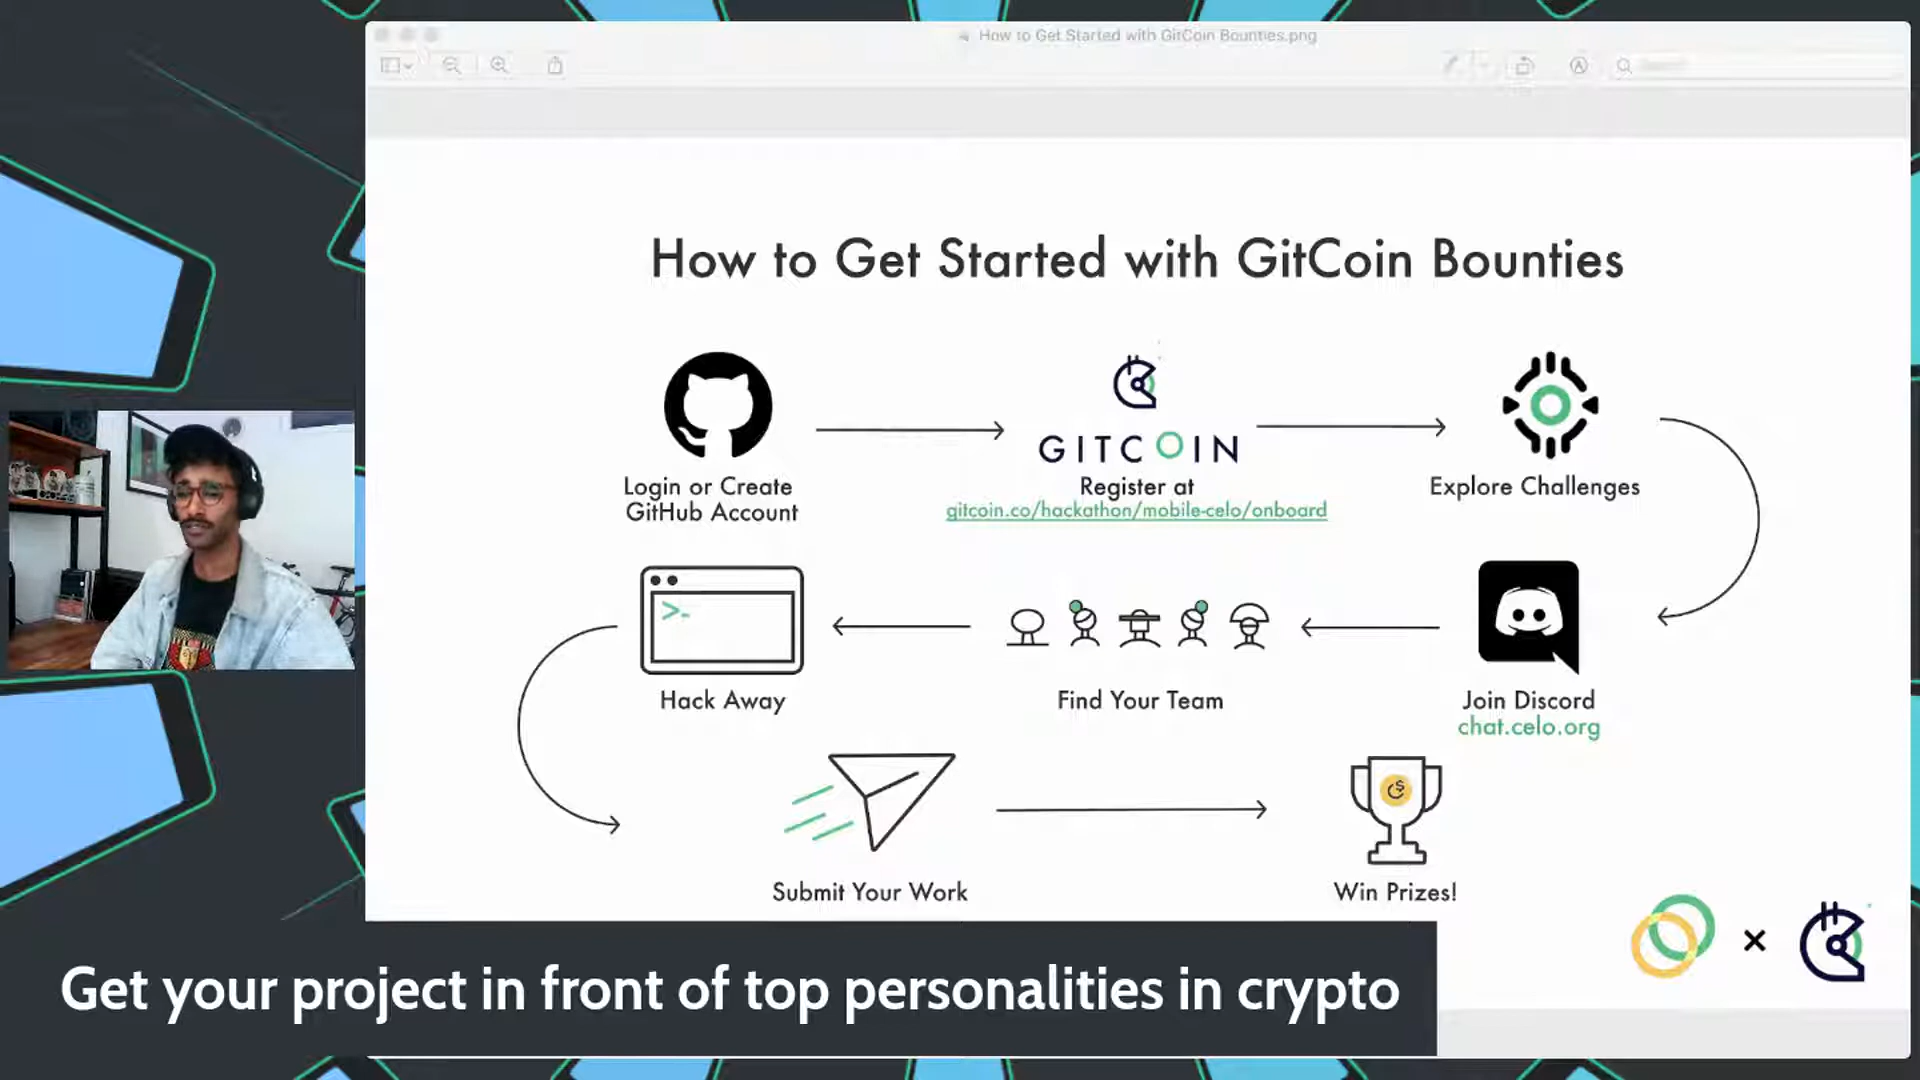 How to Get Started with GitCoin Bounties.png
Search
How to Get Started with GitCoin Bounties
Login or Create
GitHub Account
GITCOIN
Register at
gitcoin.co/hackathon/mobile-celo/onboard
Explore Challenges
>-
Hack Away
Find Your Team
Join Discord
chat.celo.org
Submit Your Work
Win Prizes!
×
Get your project in front of top personalities in crypto